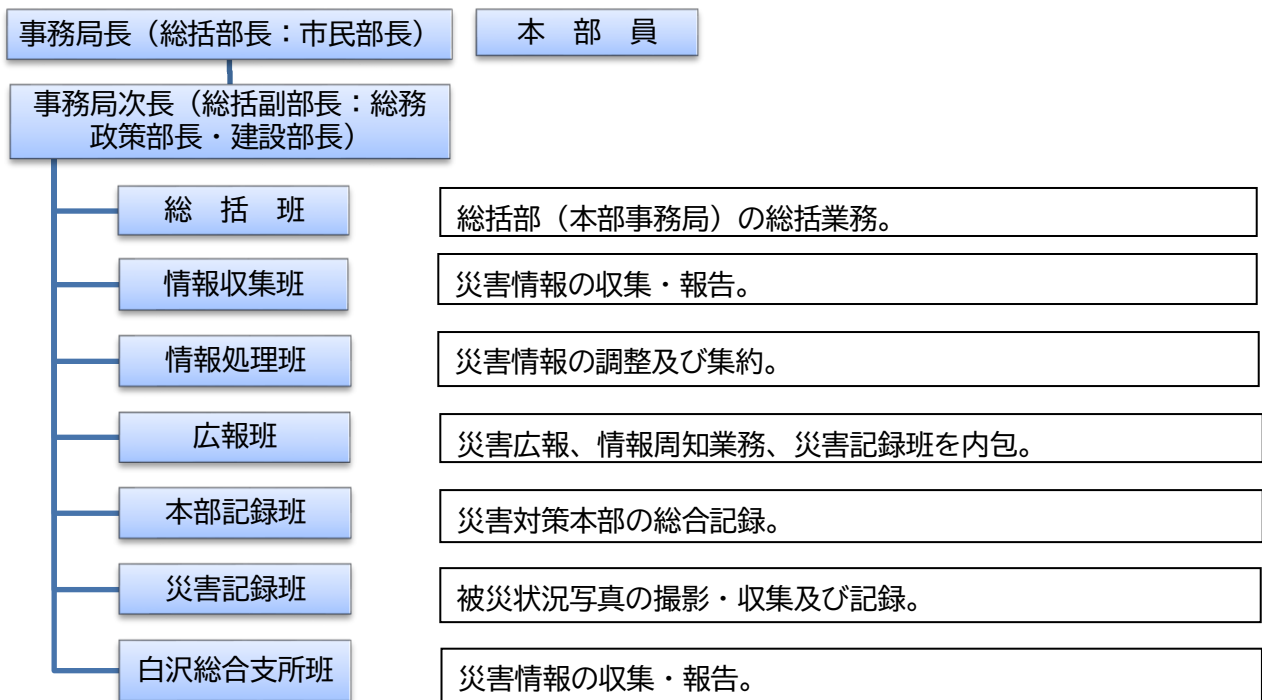 事務局長（総括部長：市民部長）
本　部　員
事務局次長（総括副部長：総務
政策部長・建設部長）
総　括　班
総括部（本部事務局）の総括業務。
情報収集班
災害情報の収集・報告。
情報処理班
災害情報の調整及び集約。
広報班
災害広報、情報周知業務、災害記録班を内包。
本部記録班
災害対策本部の総合記録。
災害記録班
被災状況写真の撮影・収集及び記録。
白沢総合支所班
災害情報の収集・報告。